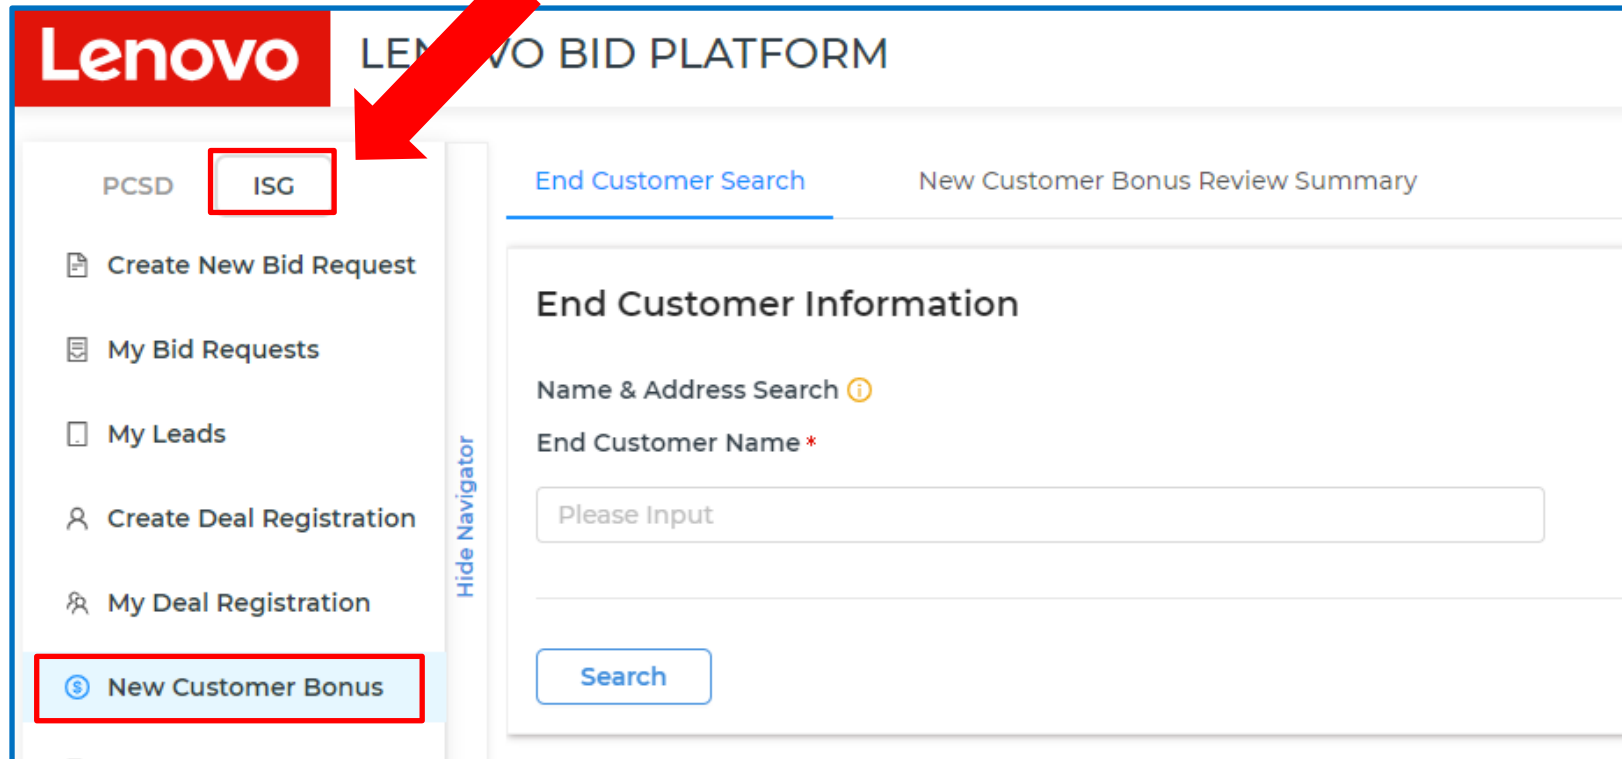 Lenovo
LEN VO BID PLATFORM
PCSD
ISG
Create New Bid Request
My Bid Requests
My Leads
Create Deal Registration
My Deal Registration
New Customer Bonus
Hide Navigator
End Customer Search
New Customer Bonus Review Summary
End Customer Information
Name & Address Search
End Customer Name *
Please Input
Search